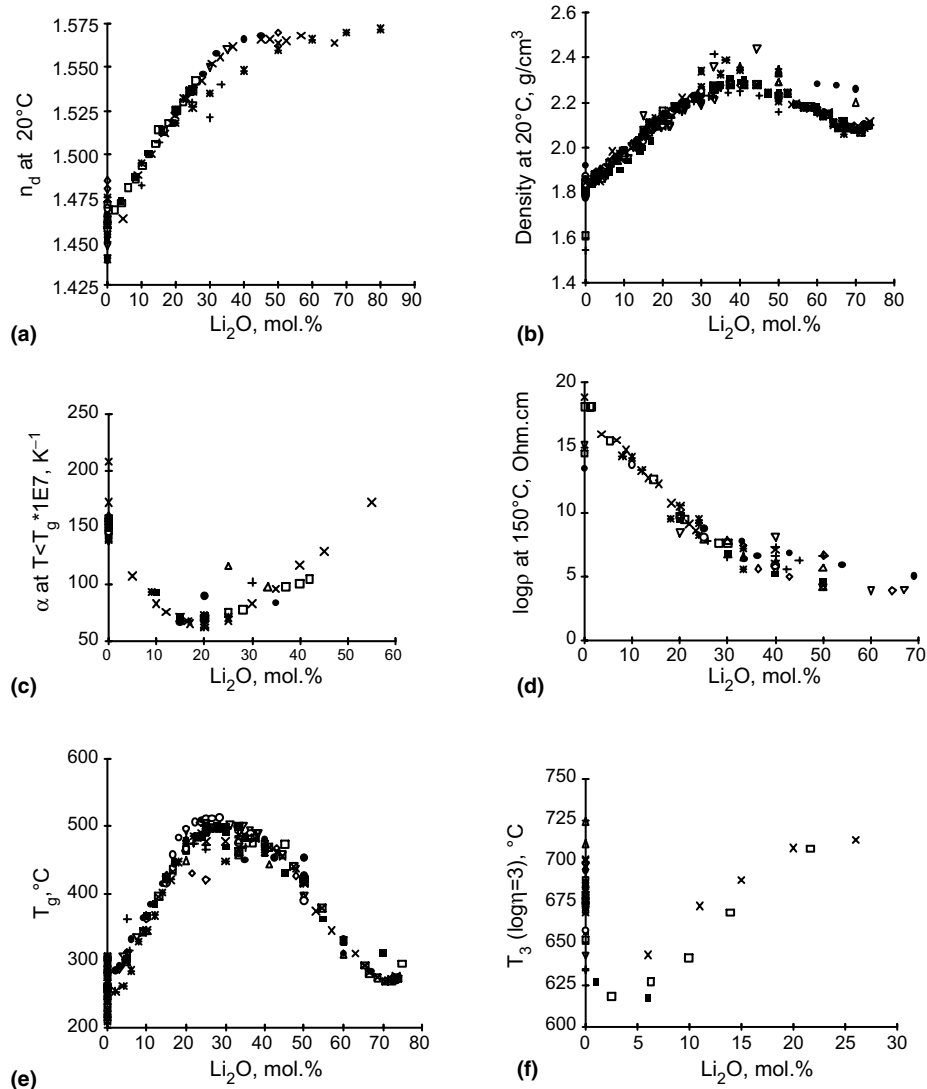 1.575
1.550
1.525
1.500
1.475
1.450
1.425
n_d at 20°C
0 10 20 30 40 50 60 70 80 90
Li₂O, mol.%
(a)
2.6
2.4
2.2
2.0
1.8
1.6
1.4
Density at 20°C, g/cm³
0 10 20 30 40 50 60 70 80
Li₂O, mol.%
(b)
250
200
150
100
50
α at T<T_g*1E7, K⁻¹
0 10 20 30 40 50 60
Li₂O, mol.%
(c)
20
15
10
5
0
logρ at 150°C, Ohm.cm
0 10 20 30 40 50 60 70
Li₂O, mol.%
(d)
600
500
400
300
200
T_g,°C
0 10 20 30 40 50 60 70 80
Li₂O, mol.%
(e)
750
725
700
675
650
625
600
T₃ (logη=3), °C
0 5 10 15 20 25 30
Li₂O, mol.%
(f)